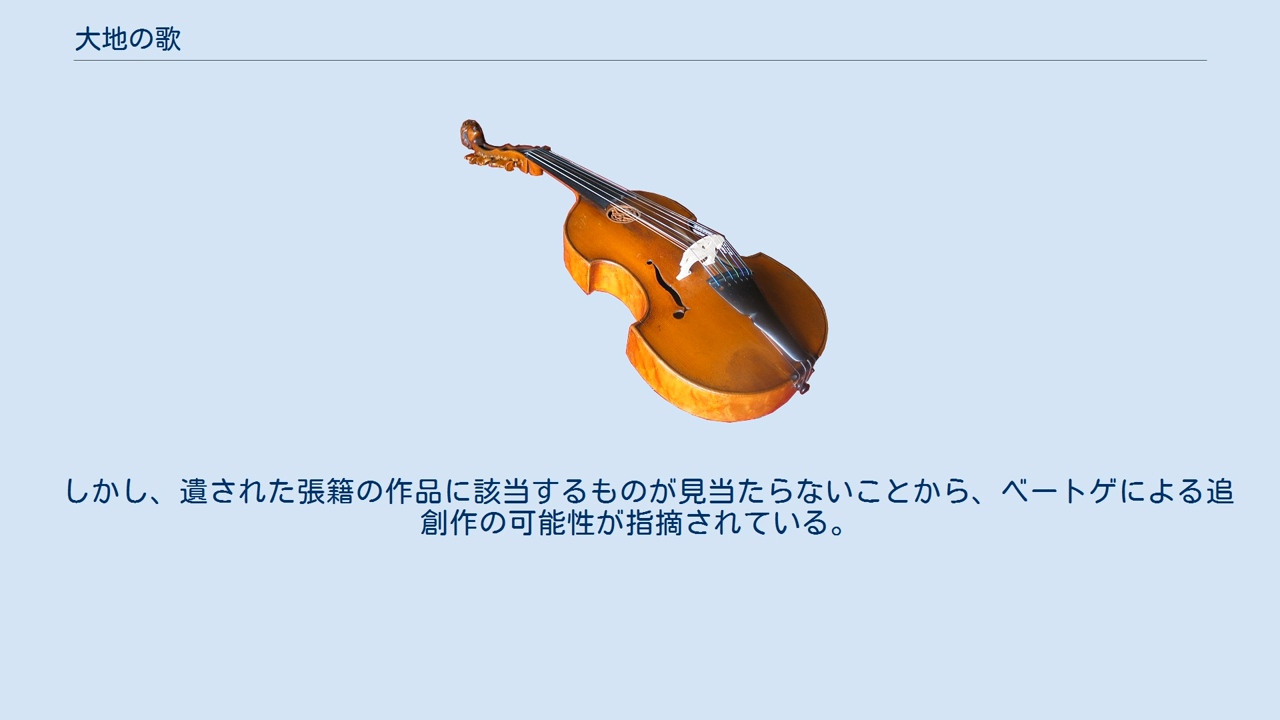 大地の歌
しかし、遺された張籍の作品に該当するものが見当たらないことから、ベートゲによる追
創作の可能性が指摘されている。